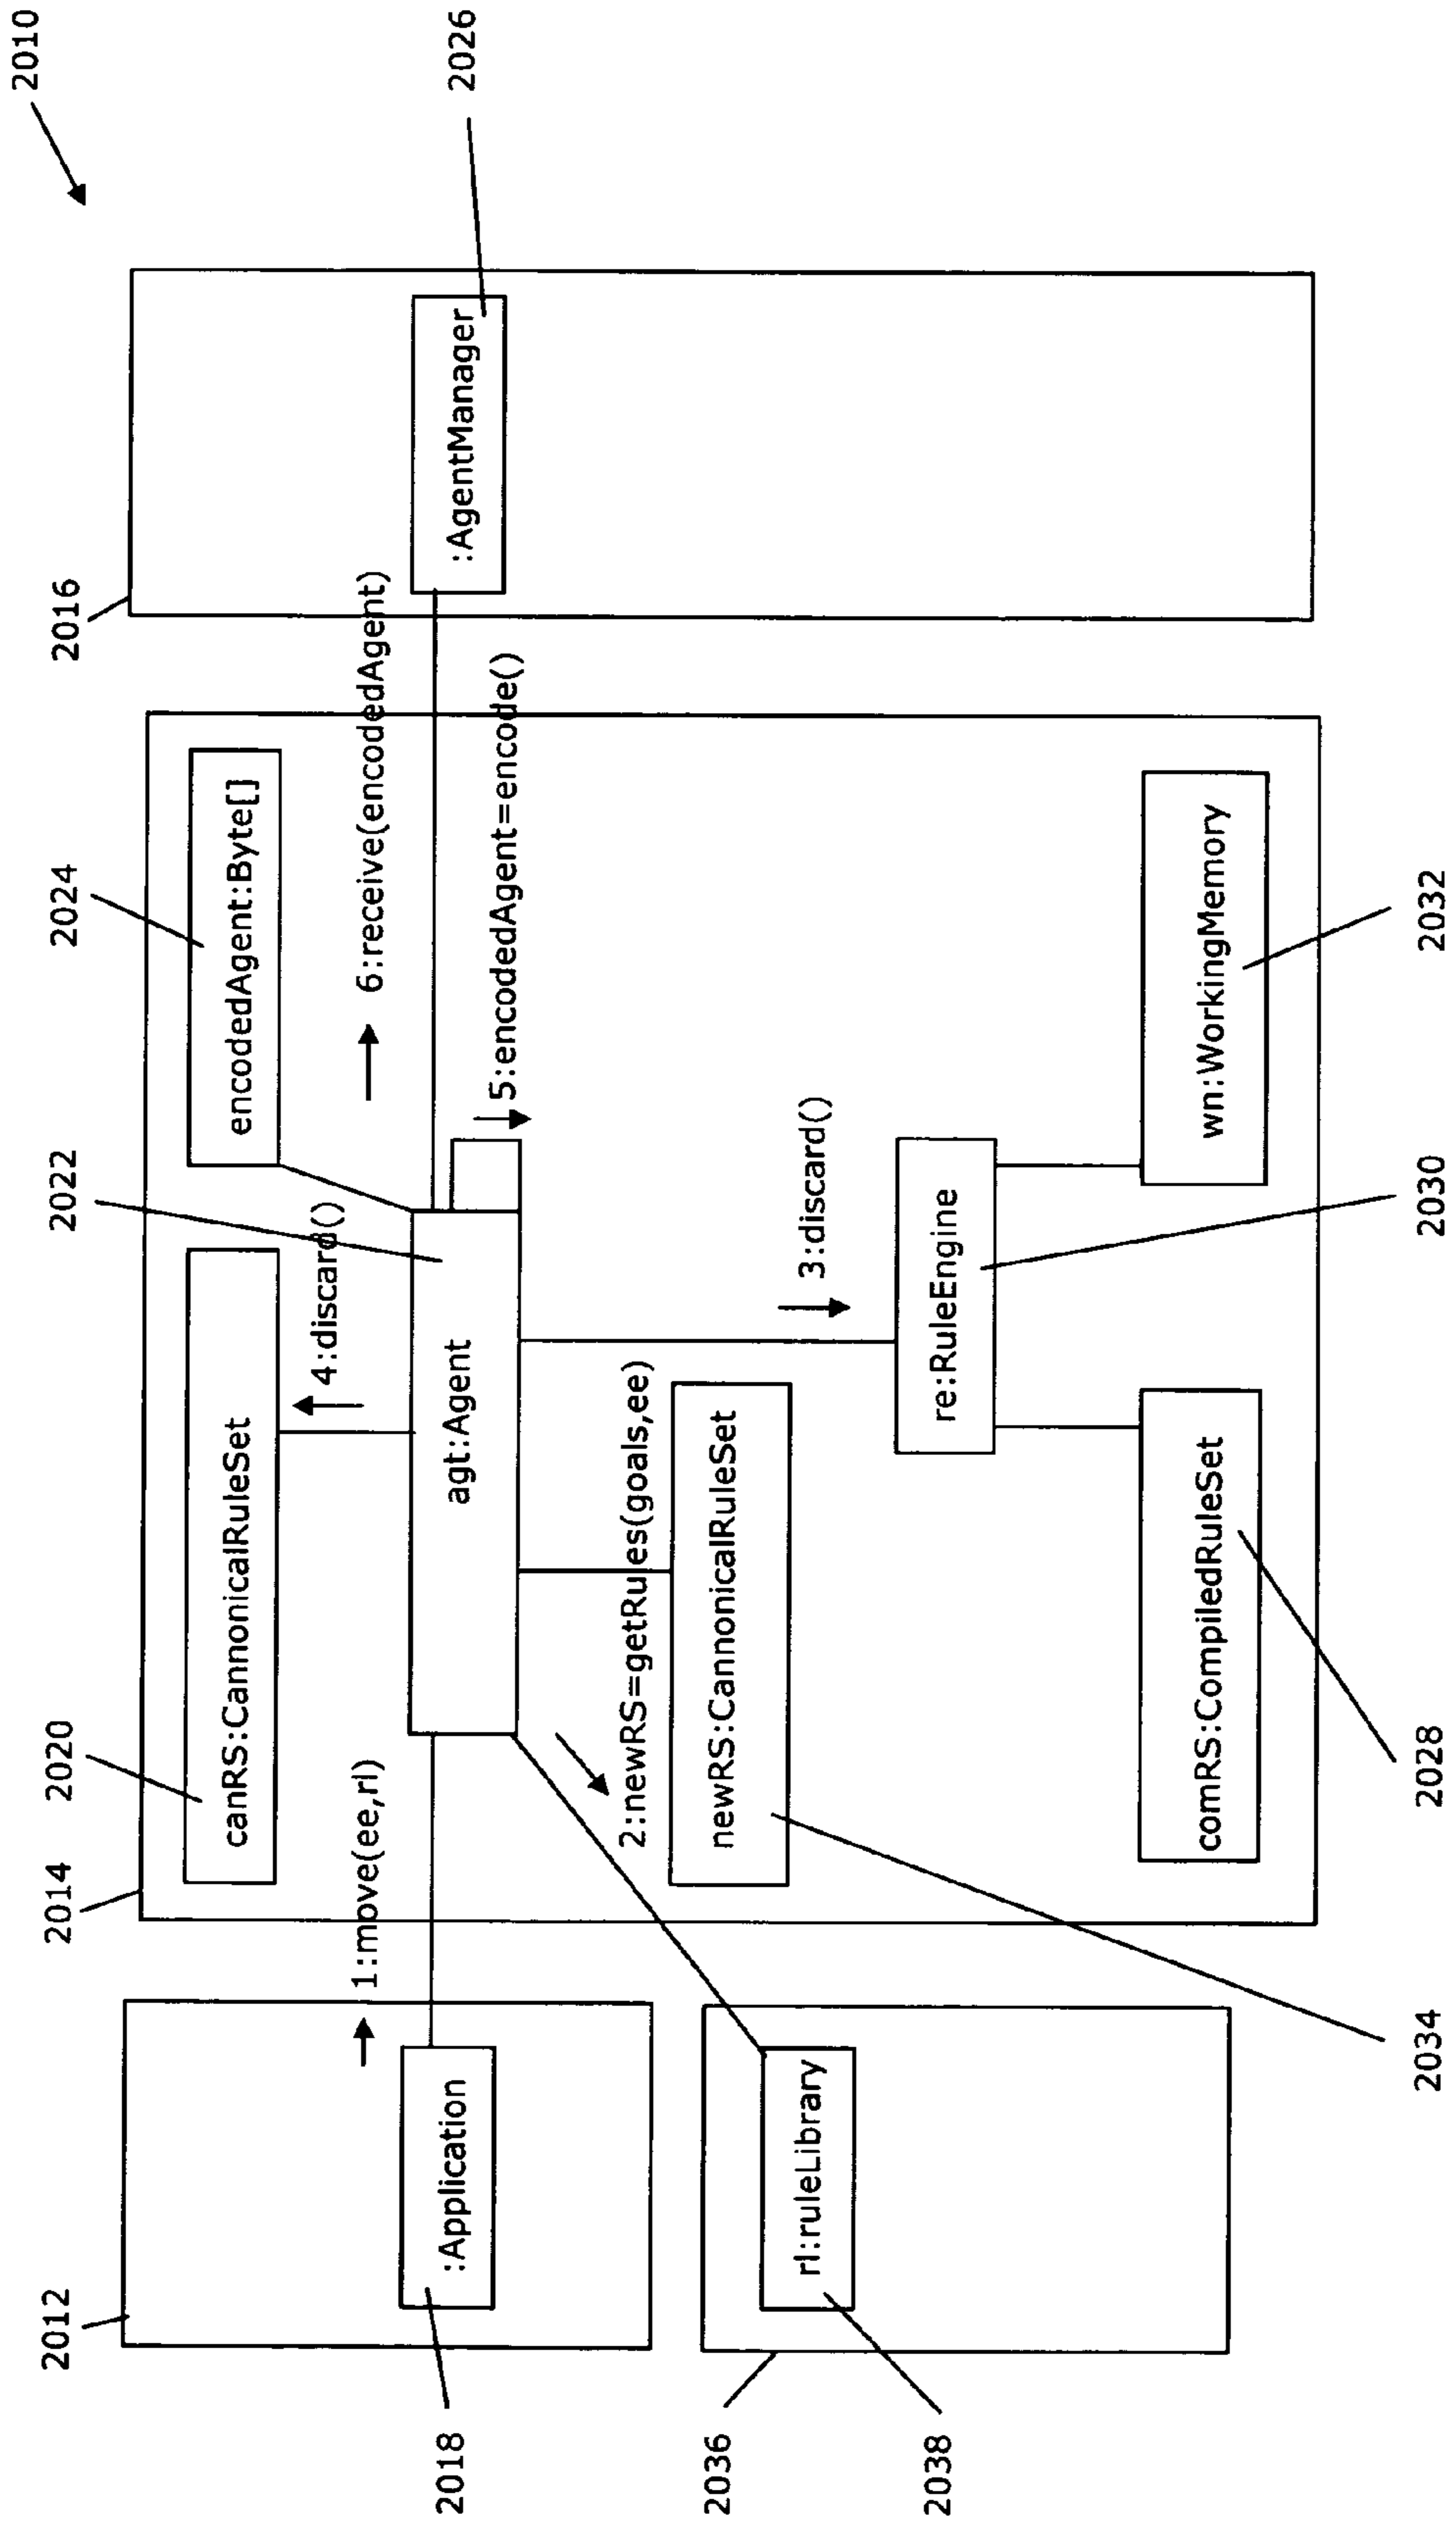 2010
2012
2014
2016
2018
:Application
1:move(ee,rl)
2020
canRS:CannonicalRuleSet
4:discard()
2022
agt:Agent
2024
encodedAgent:Byte[]
6:receive(encodedAgent)
5:encodedAgent=encode()
:AgentManager
2026
2:newRS=getRules(goals,ee)
newRS:CannonicalRuleSet
3:discard()
re:RuleEngine
rl:ruleLibrary
comRS:CompiledRuleSet
wn:WorkingMemory
2036
2038
2034
2028
2030
2032